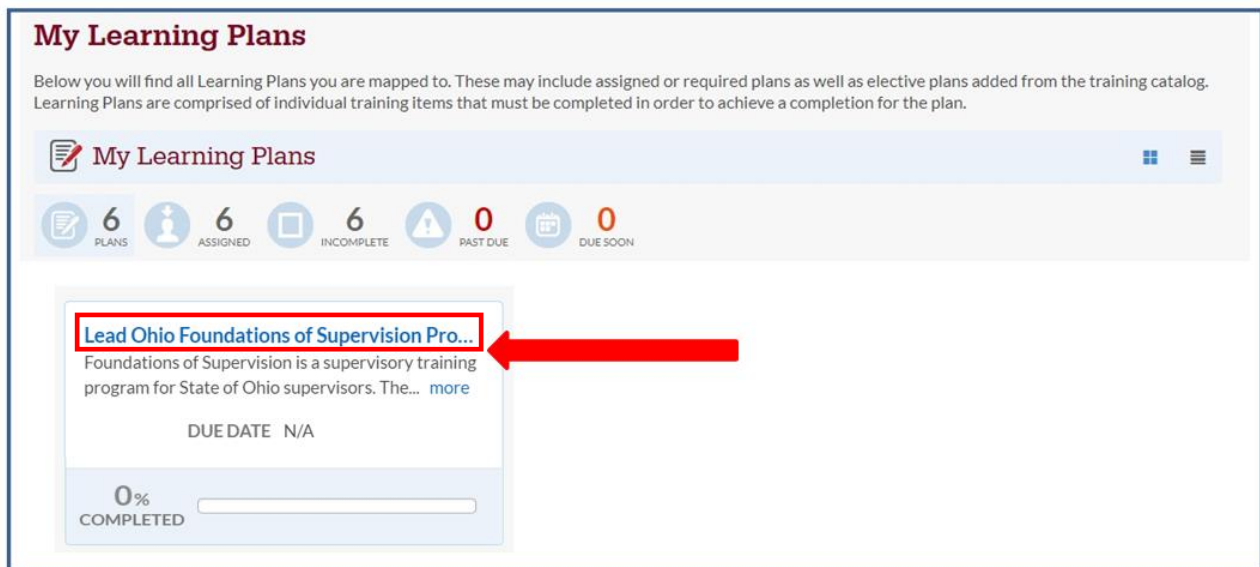 My Learning Plans
Below you will find all Learning Plans you are mapped to. These may include assigned or required plans as well as elective plans added from the training catalog.
Learning Plans are comprised of individual training items that must be completed in order to achieve a completion for the plan.
My Learning Plans
6 PLANS 6 ASSIGNED 6 INCOMPLETE 0 PAST DUE 0 DUE SOON
Lead Ohio Foundations of Supervision Pro...
Foundations of Supervision is a supervisory training
program for State of Ohio supervisors. The... more
DUE DATE N/A
0%
COMPLETED